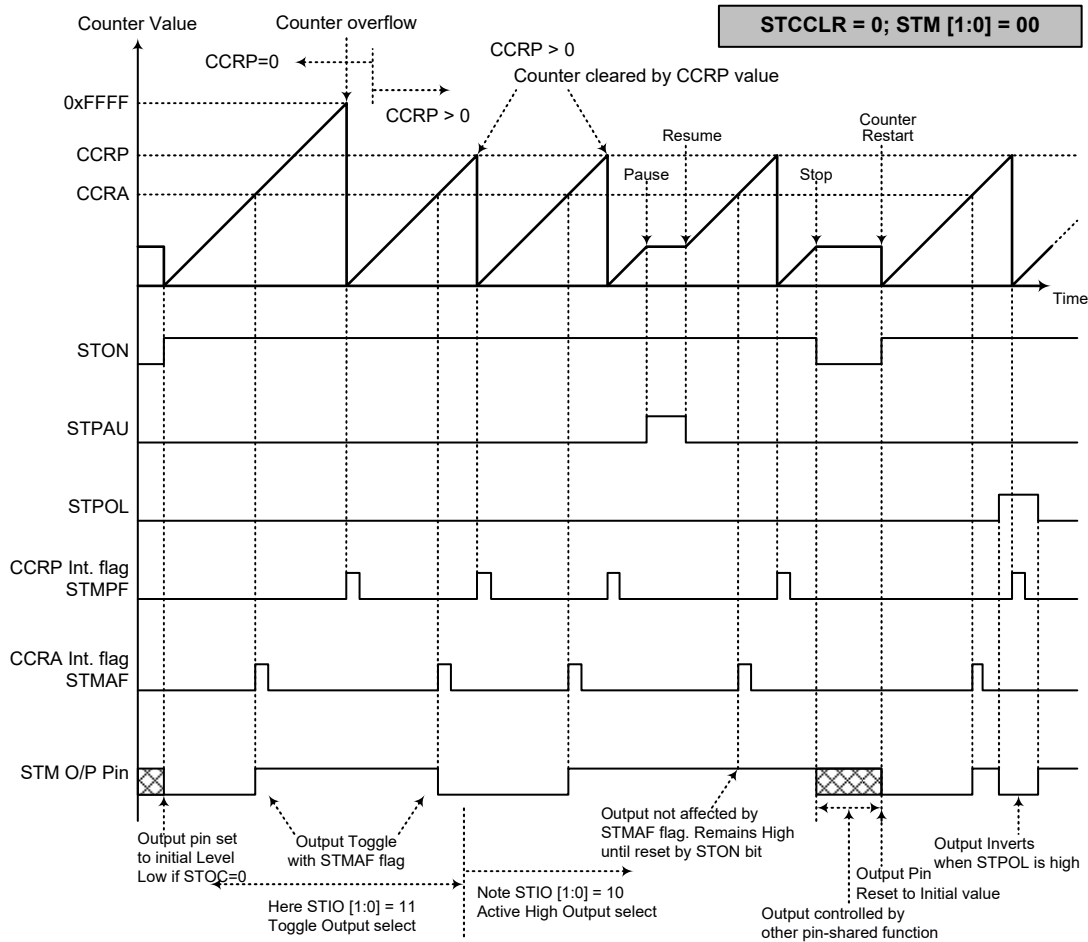 STCCLR = 0; STM [1:0] = 00
Counter Value
Counter overflow
CCRP=0
CCRP > 0
CCRP > 0
Counter cleared by CCRP value
0xFFFF
CCRP
CCRA
Pause
Resume
Stop
Counter
Restart
Time
STON
STPAU
STPOL
CCRP Int. flag
STMPF
CCRA Int. flag
STMAF
STM O/P Pin
Output pin set
to initial Level
Low if STOC=0
Output Toggle
with STMAF flag
Here STIO [1:0] = 11
Toggle Output select
Note STIO [1:0] = 10
Active High Output select
Output not affected by
STMAF flag. Remains High
until reset by STON bit
Output Pin
Reset to Initial value
Output controlled by
other pin-shared function
Output Inverts
when STPOL is high